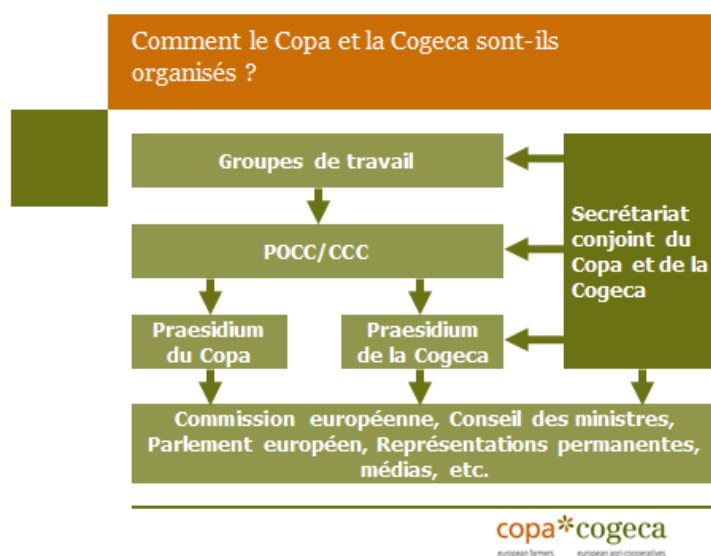 Comment le Copa et la Cogeca sont-ils
organisés ?
Groupes de travail
POCC/CCC
Secrétariat
conjoint du
Copa et de la
Cogeca
Praesidium
du Copa
Praesidium
de la Cogeca
Commission européenne, Conseil des ministres,
Parlement européen, Représentations permanentes,
médias, etc.
copa*cogeca
european farmers european agri-cooperatives